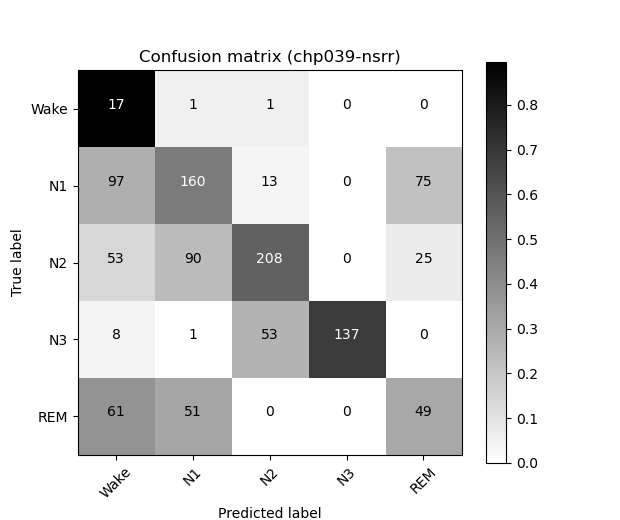 Confusion matrix (chp039-nsrr)
Wake 17 1 1 0 0
N1 97 160 13 0 75
N2 53 90 208 0 25
N3 8 1 53 137 0
REM 61 51 0 0 49
Wake N1 N2 N3 REM
Predicted label
True label
0.8
0.7
0.6
0.5
0.4
0.3
0.2
0.1
0.0